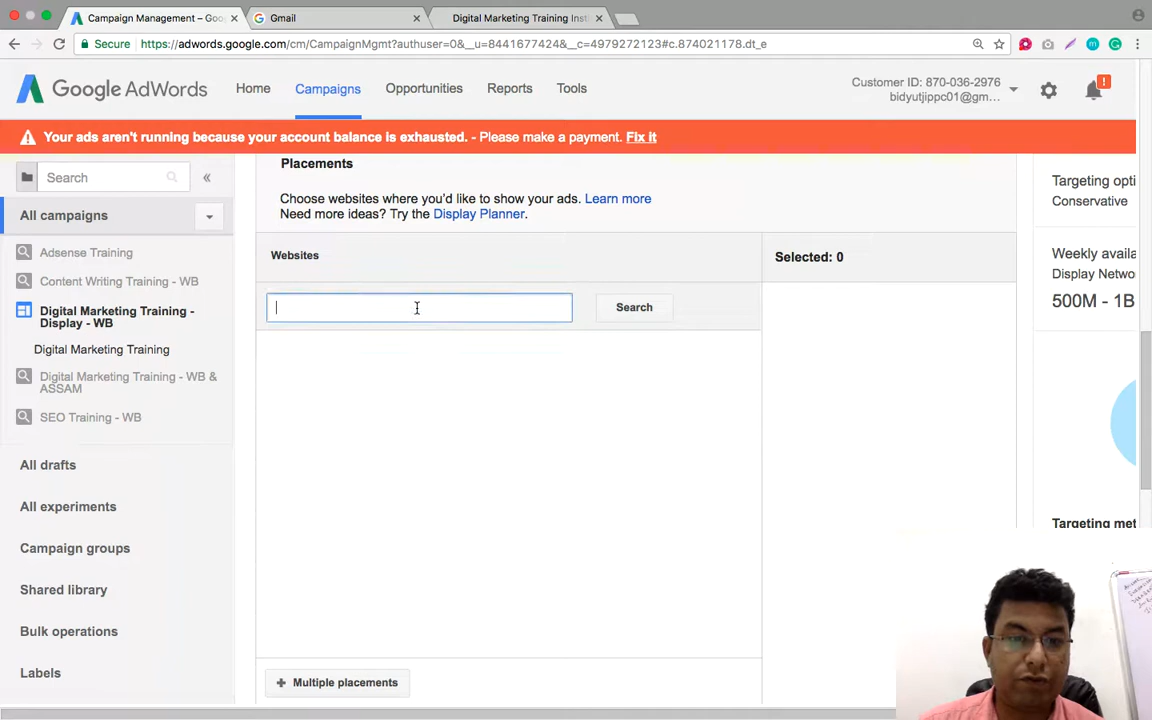 Campaign Management – Goo
Gmail
Digital Marketing Training Inst
Secure
https://adwords.google.com/cm/CampaignMgmt?authuser=0&__u=8441677424&__c=4979272123#c.874021178.dt_e
Google AdWords
Home
Campaigns
Opportunities
Reports
Tools
Customer ID: 870-036-2976
bidyutjippc01@gm...
Your ads aren't running because your account balance is exhausted. - Please make a payment. Fix it
Search
All campaigns
Adsense Training
Content Writing Training - WB
Digital Marketing Training -
Display - WB
Digital Marketing Training
Digital Marketing Training - WB &
ASSAM
SEO Training - WB
All drafts
All experiments
Campaign groups
Shared library
Bulk operations
Labels
Placements
Choose websites where you'd like to show your ads. Learn more
Need more ideas? Try the Display Planner.
Websites
Selected: 0
Search
+ Multiple placements
Targeting opti
Conservative
Weekly availa
Display Netwo
500M - 1B
Targeting met